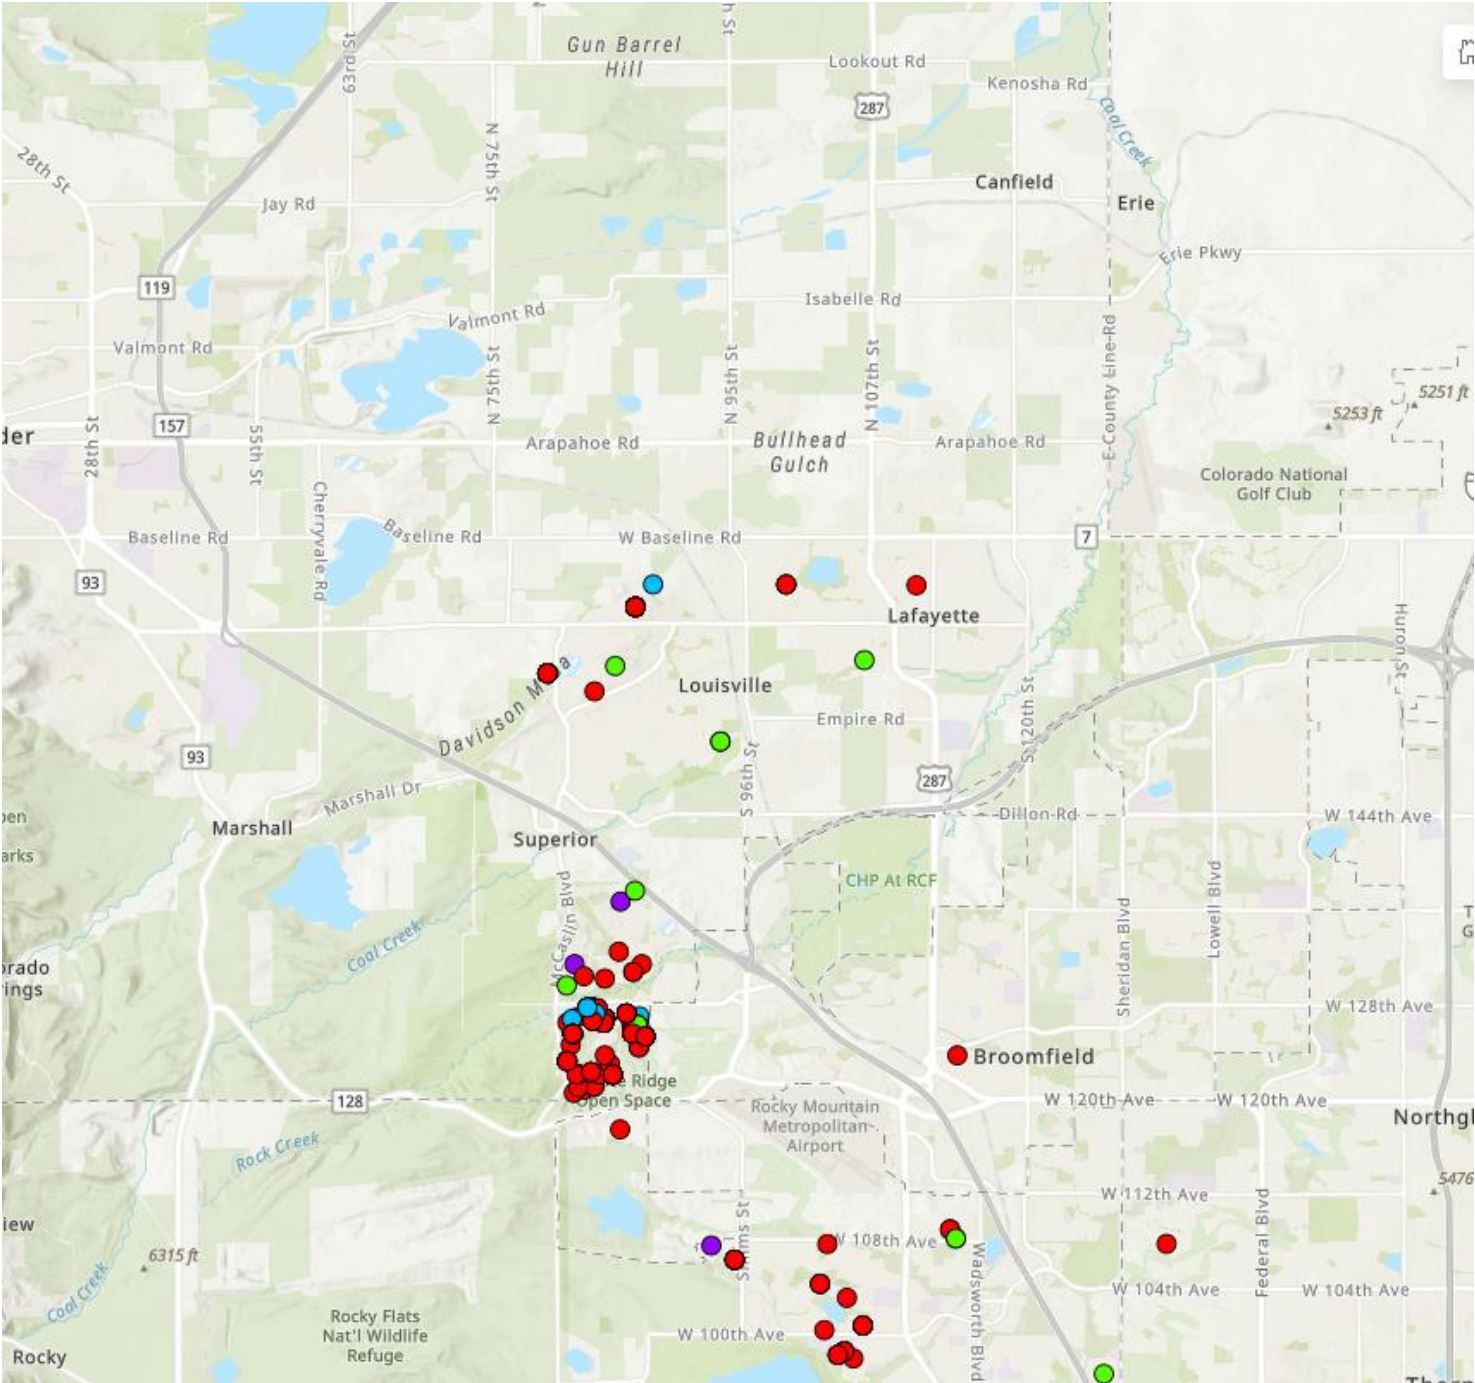 63rd St
Gun Barrel
Hill
Lookout Rd
Kenosha Rd
287
Coal Creek
28th St
N 75th St
Jay Rd
Canfield
Erie
Erie Pkwy
119
Isabelle Rd
Valmont Rd
Valmont Rd
N 75th St
N 95th St
N 107th St
E County Line Rd
5251 ft
5253 ft
157
der
28th St
55th St
Arapahoe Rd
Bullhead
Gulch
Arapahoe Rd
Colorado National
Golf Club
Cherryvale Rd
Baseline Rd
Baseline Rd
W Baseline Rd
7
93
Lafayette
Huron St
Louisville
Davidson M
a
Empire Rd
S 120th St
93
S 96th St
287
Marshall Dr
Marshall
Superior
Dillon Rd
W 144th Ave
pen
arks
CHP At RCF
McCaslin Blvd
Coal Creek
Sheridan Blvd
Lowell Blvd
T
G
orado
ings
W 128th Ave
Broomfield
e Ridge
Open Space
128
Rocky Mountain
Metropolitan
Airport
W 120th Ave
W 120th Ave
Northgl
Rock Creek
5476
W 112th Ave
iew
6315 ft
Simms St
W 108th Ave
Wadsworth Blvd
Federal Blvd
Coal Creek
W 104th Ave
W 104th Ave
Rocky Flats
Nat'l Wildlife
Refuge
W 100th Ave
Rocky